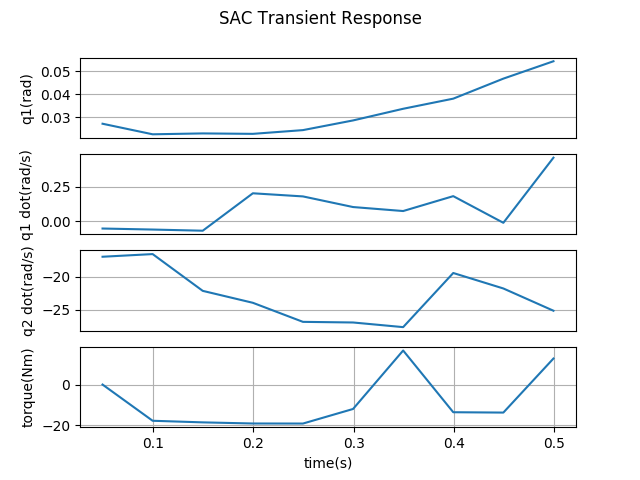 SAC Transient Response
q1(rad)
0.05
0.04
0.03
q1 dot(rad/s)
0.25
0.00
q2 dot(rad/s)
−20
−25
torque(Nm)
0
−20
0.1 0.2 0.3 0.4 0.5
time(s)